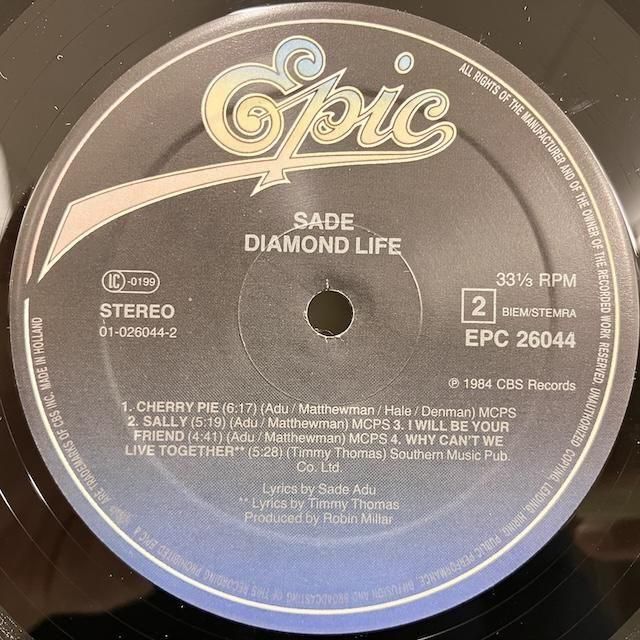 Epic
SADE
DIAMOND LIFE
LC -0199
STEREO
01-026044-2
33⅓ RPM
2 BIEM/STEMRA
EPC 26044
℗ 1984 CBS Records
1. CHERRY PIE (6:17) (Adu / Matthewman / Hale / Denman) MCPS
2. SALLY (5:19) (Adu / Matthewman) MCPS 3. I WILL BE YOUR
FRIEND (4:41) (Adu / Matthewman) MCPS 4. WHY CAN'T WE
LIVE TOGETHER** (5:28) (Timmy Thomas) Southern Music Pub.
Co. Ltd.
Lyrics by Sade Adu
** Lyrics by Timmy Thomas
Produced by Robin Millar
ALL RIGHTS OF THE MANUFACTURER AND OF THE OWNER OF THE RECORDED WORK RESERVED. UNAUTHORIZED COPYING, LENDING, HIRING, PUBLIC PERFORMANCE, DIFFUSION AND BROADCASTING OF THIS RECORDING PROHIBITED
ARE TRADEMARKS OF CBS INC. MADE IN HOLLAND